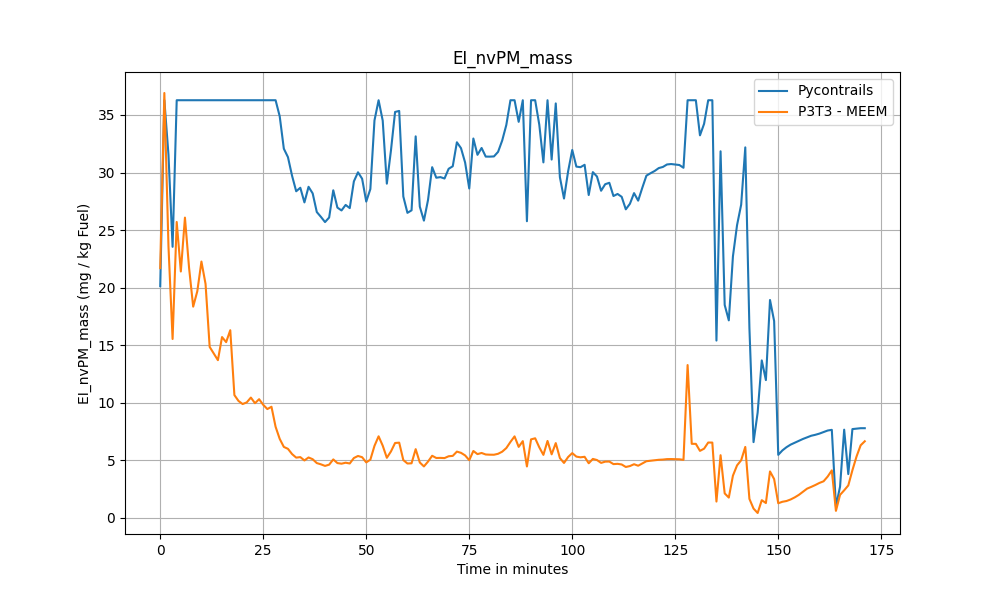 EI_nvPM_mass
Pycontrails
P3T3 - MEEM
EI_nvPM_mass (mg / kg Fuel)
35
30
25
20
15
10
5
0
0 25 50 75 100 125 150 175
Time in minutes